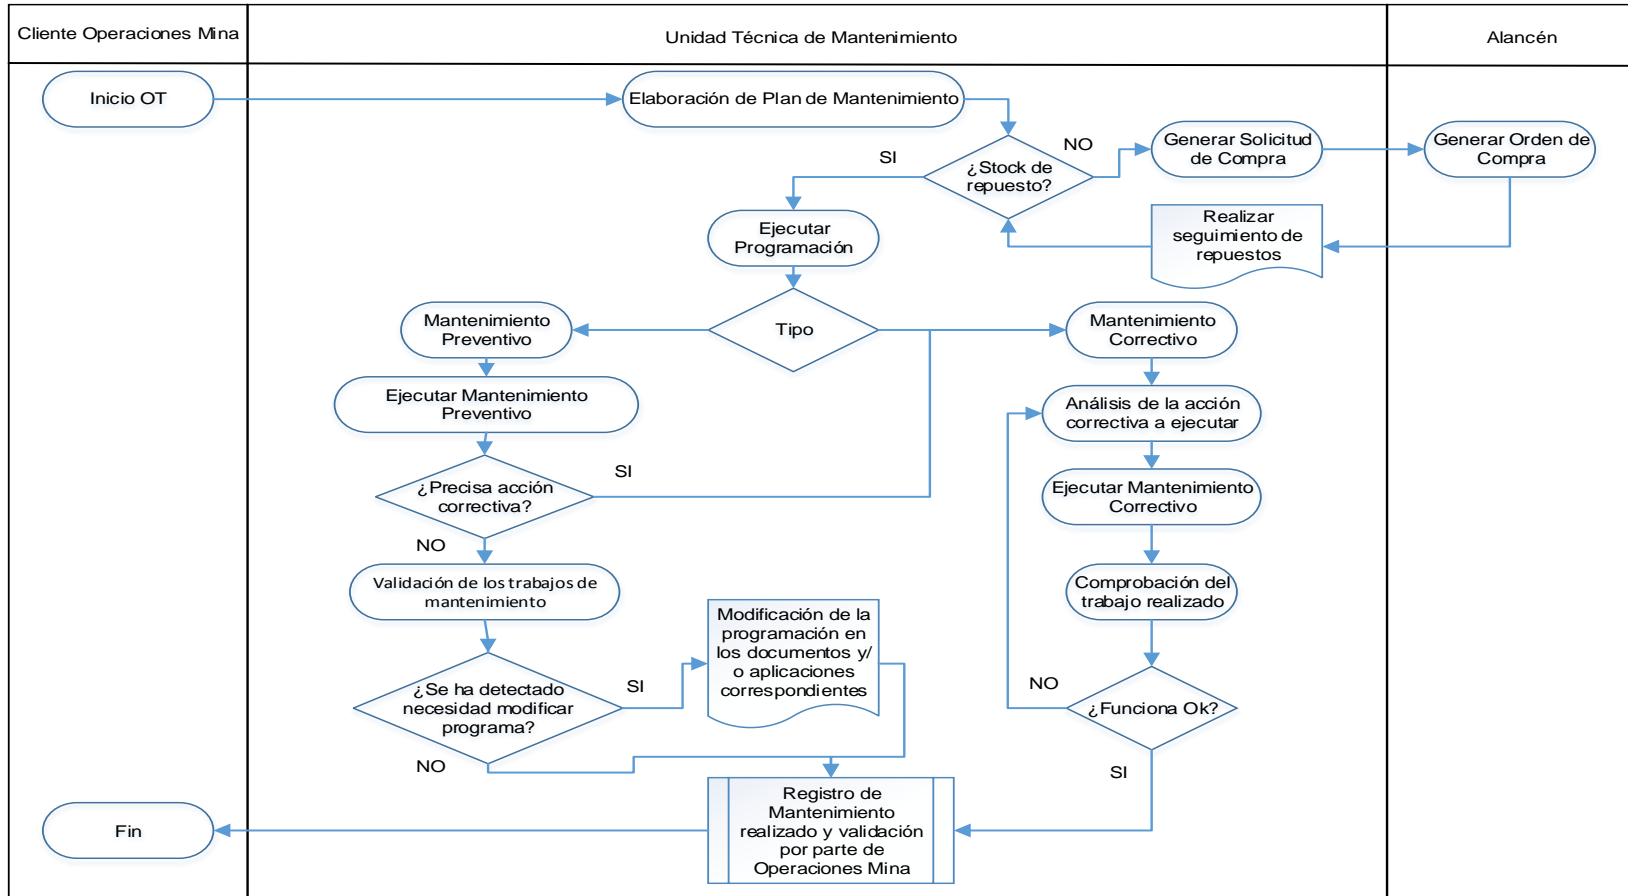 Cliente Operaciones Mina
Unidad Técnica de Mantenimiento
Alancén
Inicio OT
Elaboración de Plan de Mantenimiento
¿Stock de
repuesto?
SI
NO
Generar Solicitud
de Compra
Generar Orden de
Compra
Realizar
seguimiento de
repuestos
Ejecutar
Programación
Tipo
Mantenimiento
Preventivo
Mantenimiento
Correctivo
Ejecutar Mantenimiento
Preventivo
Análisis de la acción
correctiva a ejecutar
¿Precisa acción
correctiva?
SI
NO
Ejecutar Mantenimiento
Correctivo
Validación de los trabajos de
mantenimiento
Comprobación del
trabajo realizado
Modificación de la
programación en
los documentos y/
o aplicaciones
correspondientes
¿Se ha detectado
necesidad modificar
programa?
SI
NO
¿Funciona Ok?
NO
SI
Registro de
Mantenimiento
realizado y validación
por parte de
Operaciones Mina
Fin